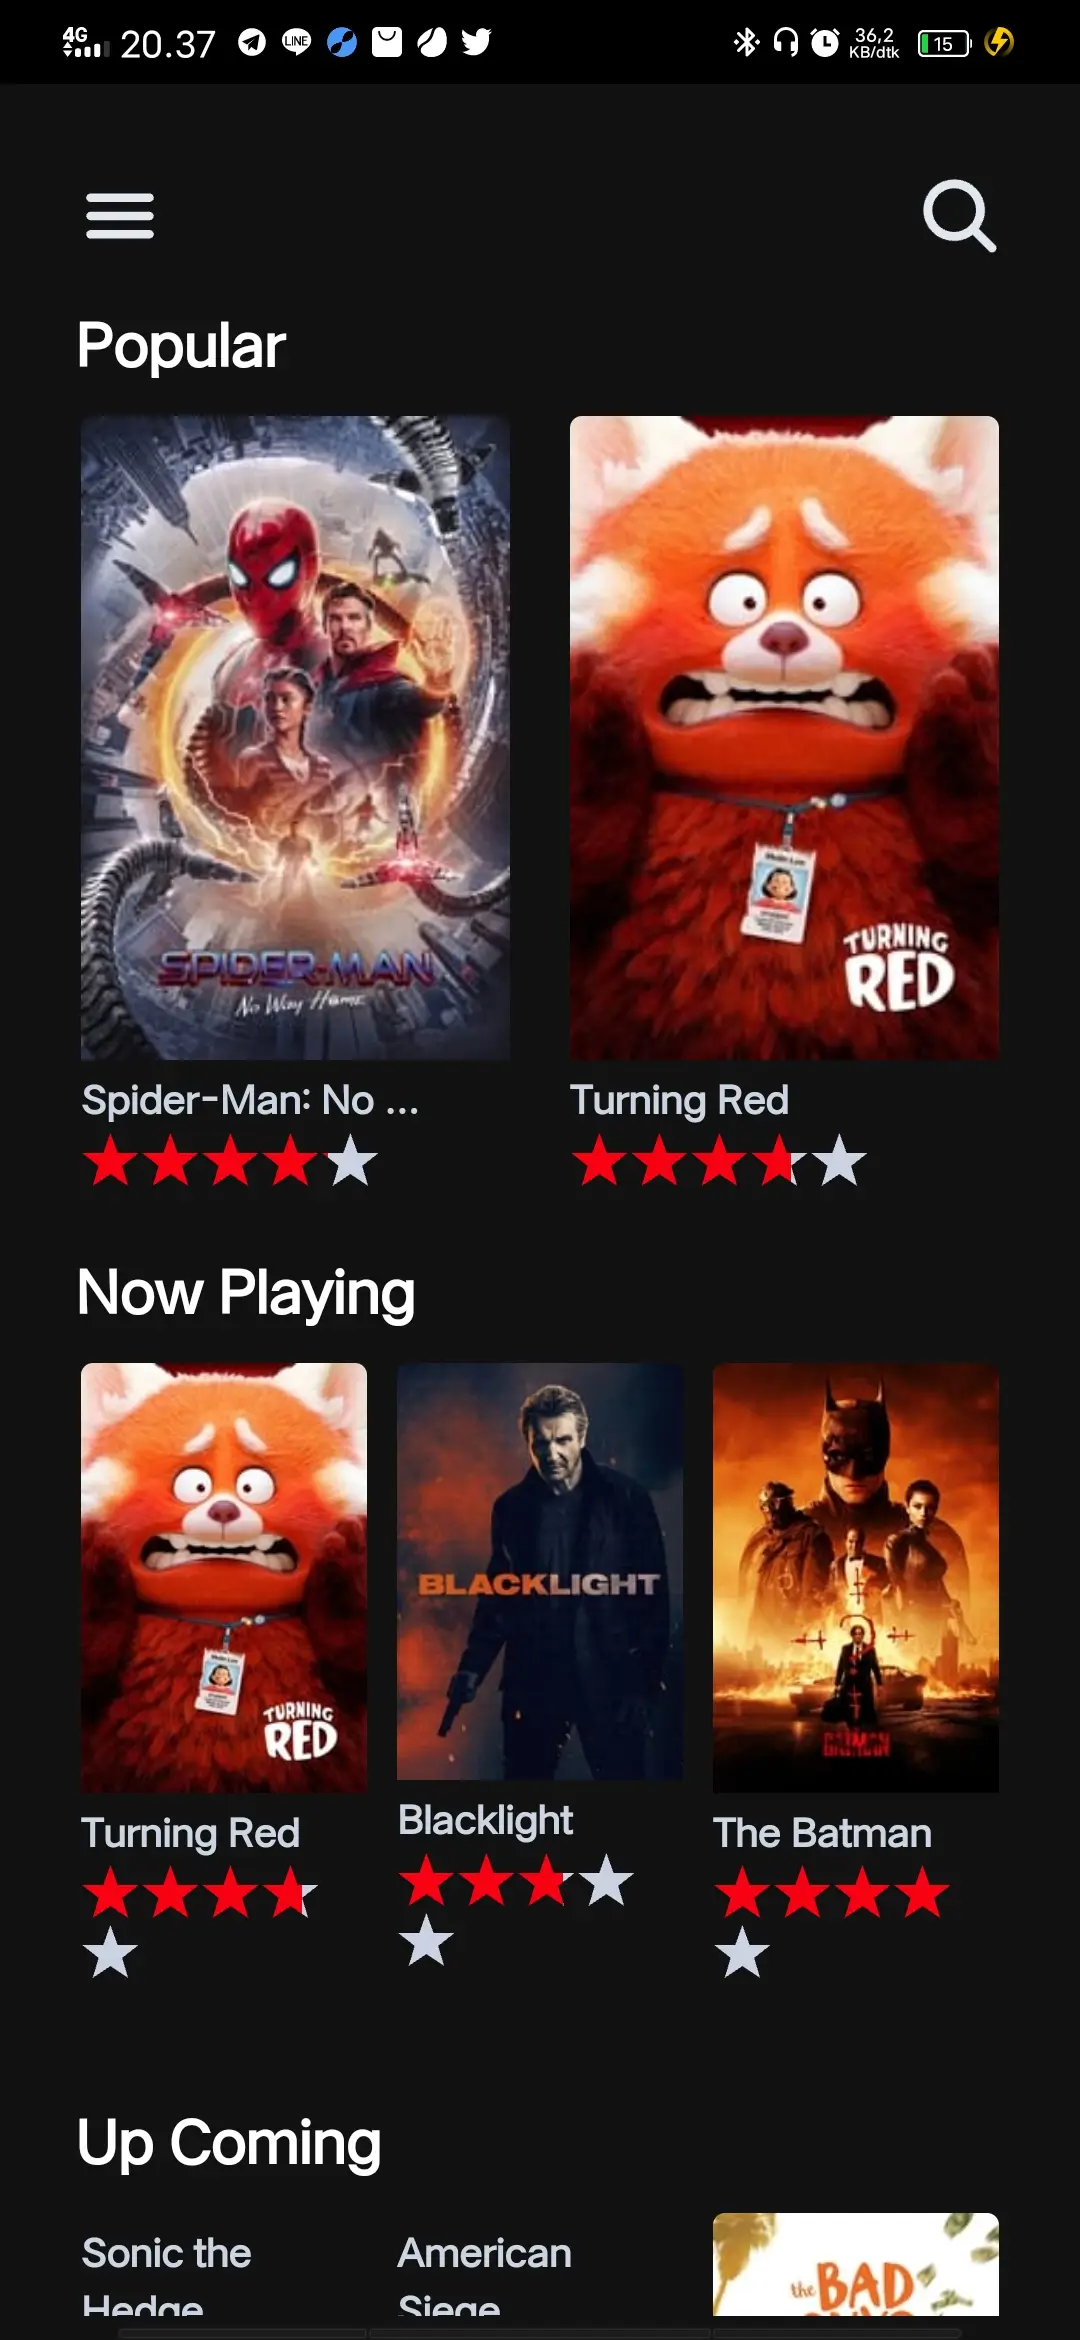 4G 20.37 LINE 36,2 KB/dtk 15
Popular
SPIDER-MAN
No Way Home
TURNING
RED
Spider-Man: No ...
Turning Red
Now Playing
TURNING
RED
BLACKLIGHT
THE BATMAN
Turning Red
Blacklight
The Batman
Up Coming
Sonic the
Hedge
American
Siege
the BAD